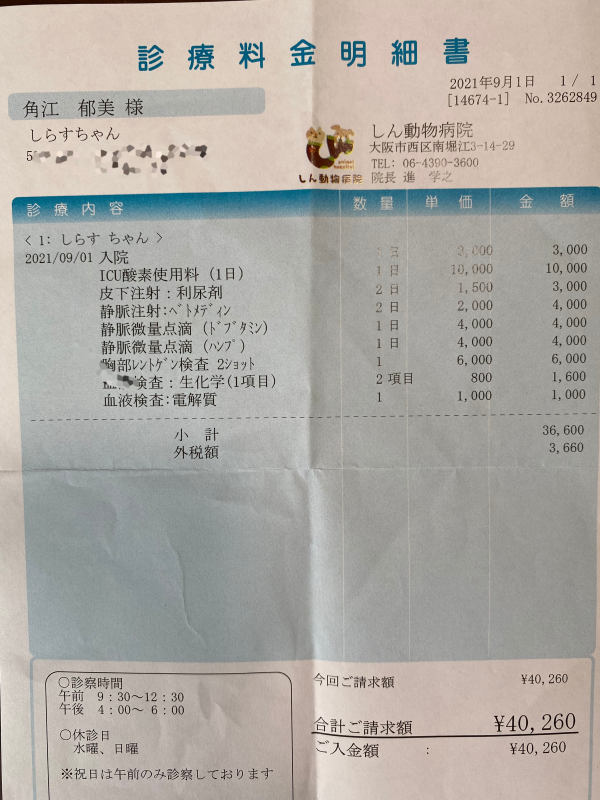 診療料金明細書
2021年9月1日 1/ 1
[14674-1] No.3262849
角江 郁美 様
しらすちゃん
5
animal hospital
しん動物病院
しん動物病院
大阪市西区南堀江3-14-29
TEL: 06-4390-3600
院長 進 学之
診療内容 数量 単価 金額
< 1: しらす ちゃん >
2021/09/01 入院 1 日 3,000 3,000
ICU酸素使用料 (1日) 1 日 10,000 10,000
皮下注射:利尿剤 2 日 1,500 3,000
静脈注射:ﾍﾞﾄﾒﾃﾞｨﾝ 2 日 2,000 4,000
静脈微量点滴 (ﾄﾞﾌﾞﾀﾐﾝ) 1 日 4,000 4,000
静脈微量点滴 (ﾊﾝﾌﾟ) 1 日 4,000 4,000
胸部ﾚﾝﾄｹﾞﾝ検査 2ｼｮｯﾄ 1 6,000 6,000
検査:生化学(1項目) 2 項目 800 1,600
血液検査:電解質 1 1,000 1,000
小 計 36,600
外税額 3,660
○診察時間
午前 9:30～12:30
午後 4:00～ 6:00
○休診日
水曜、日曜
※祝日は午前のみ診察しております
今回ご請求額 ¥40,260
合計ご請求額 ¥40,260
ご入金額 : ¥40,260